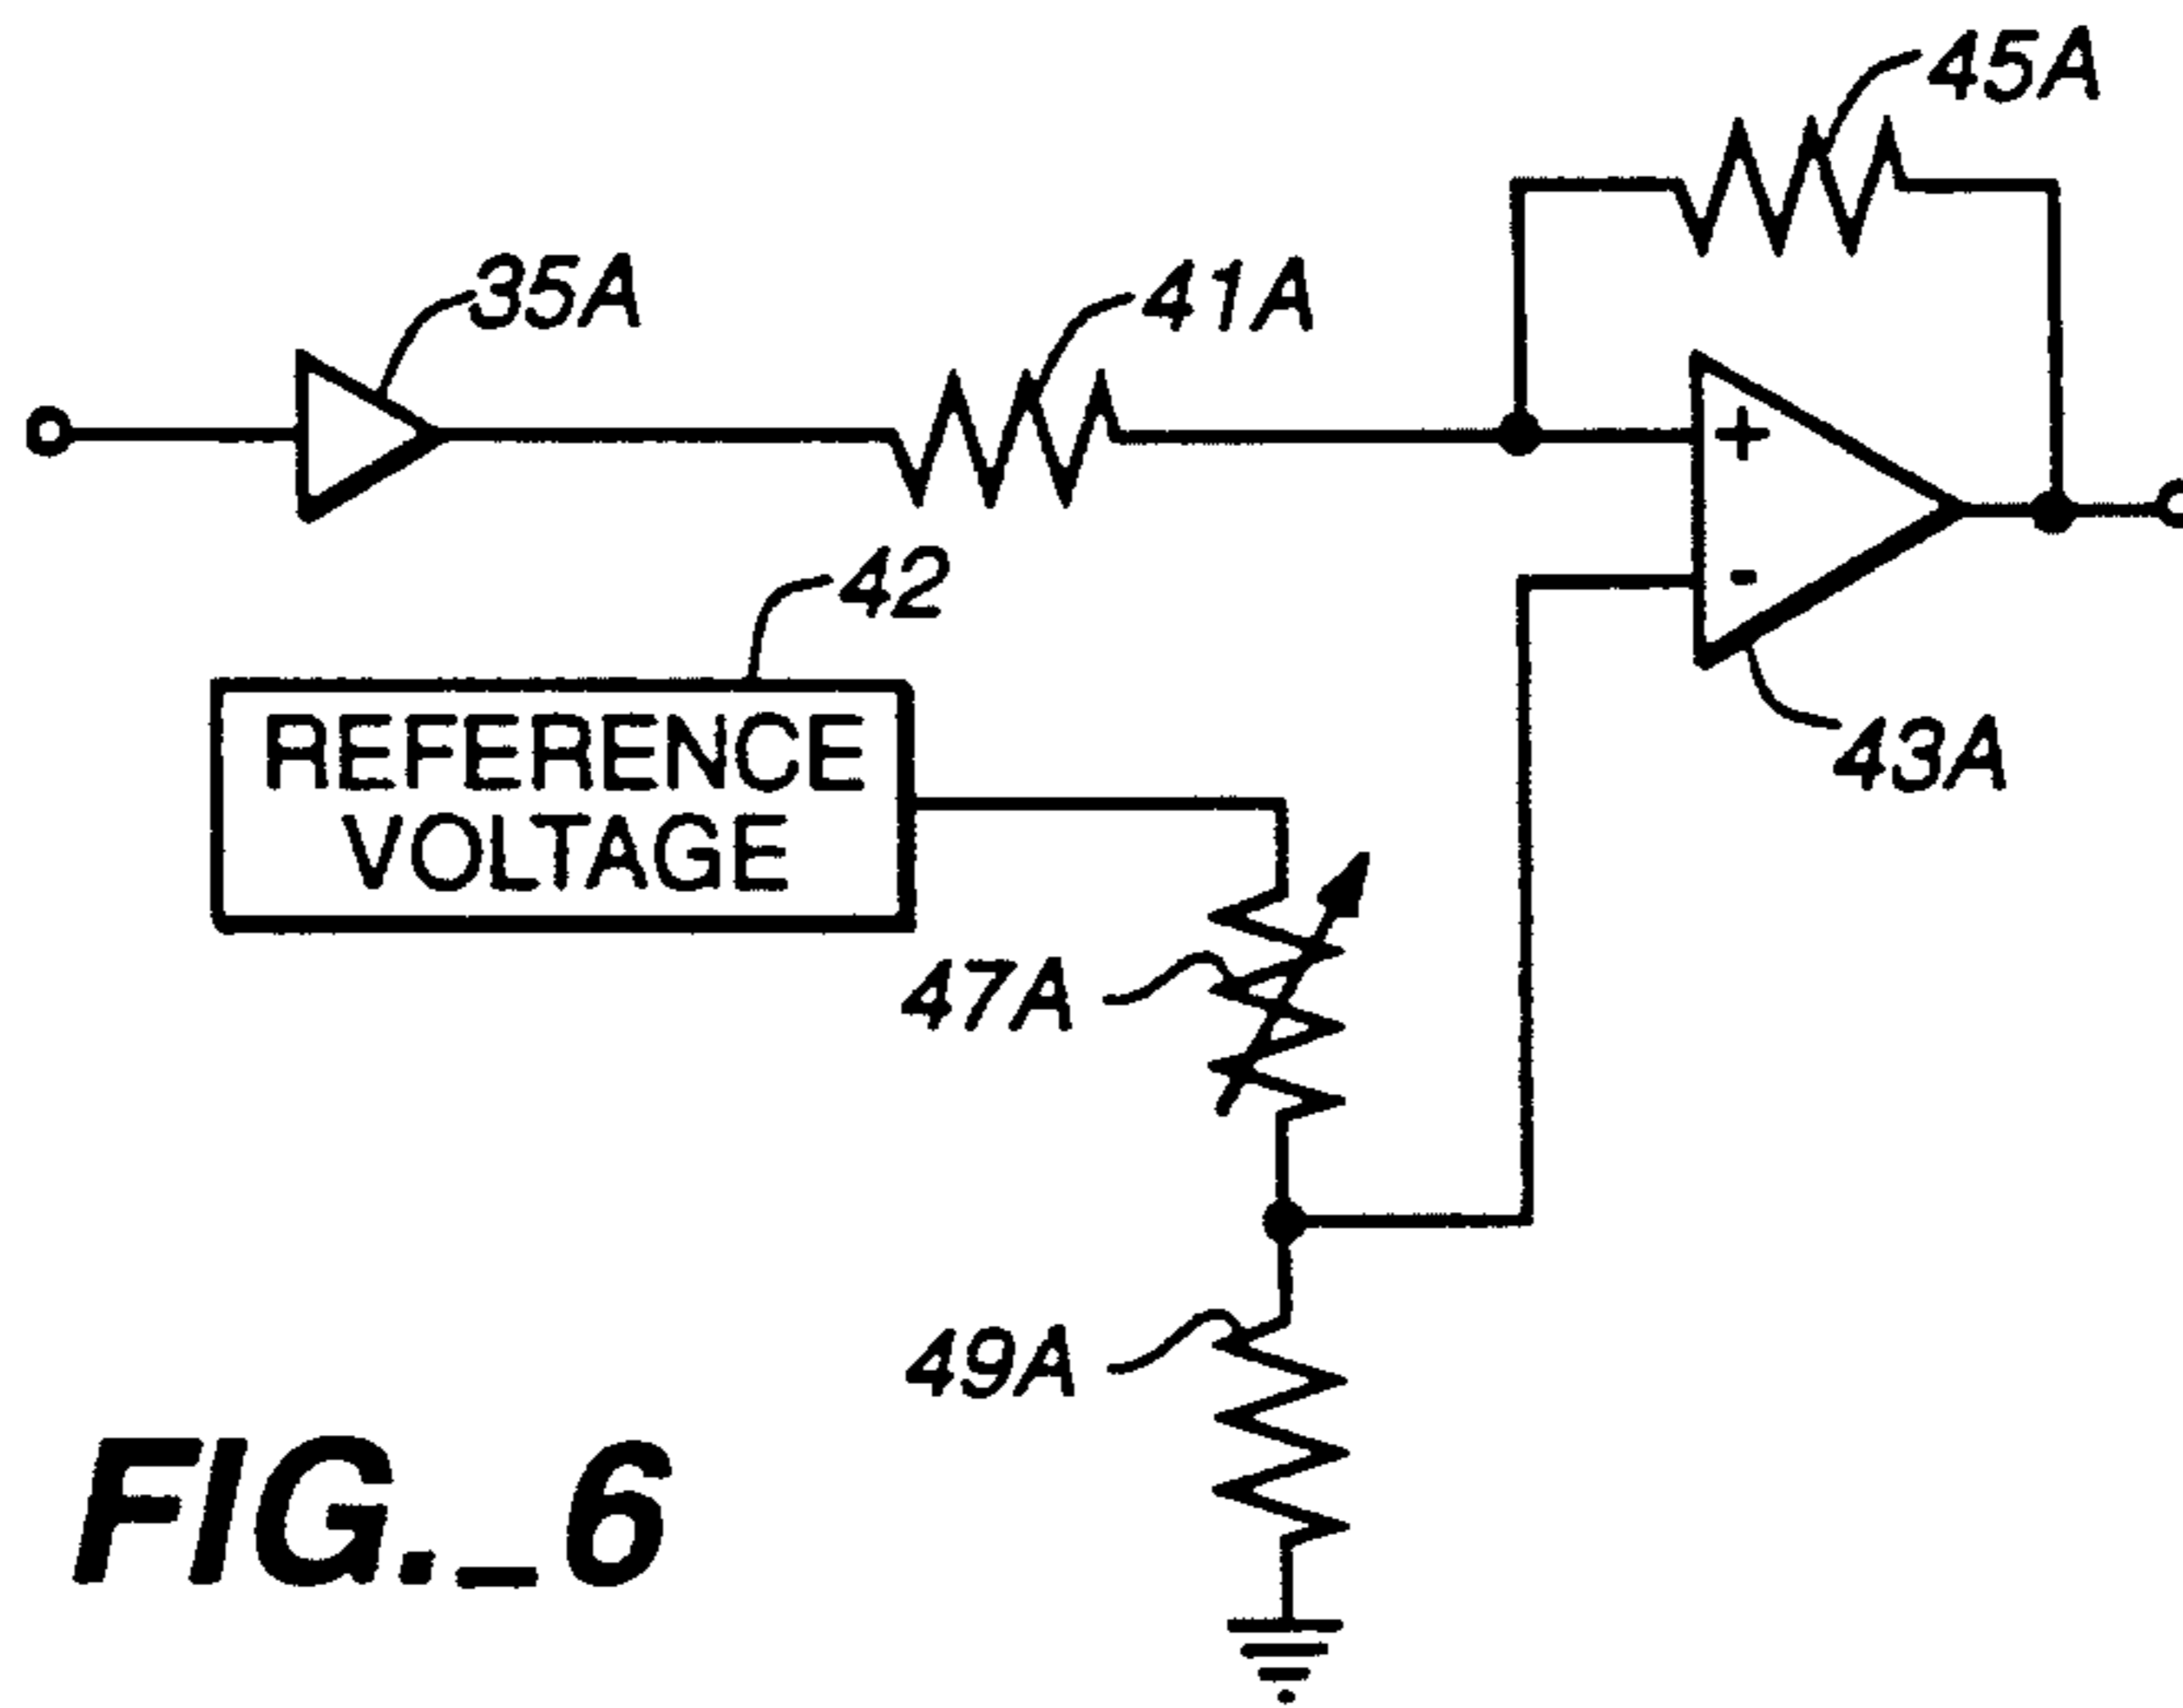 45A
35A
41A
+
42
-
REFERENCE
VOLTAGE
43A
47A
49A
FIG._6